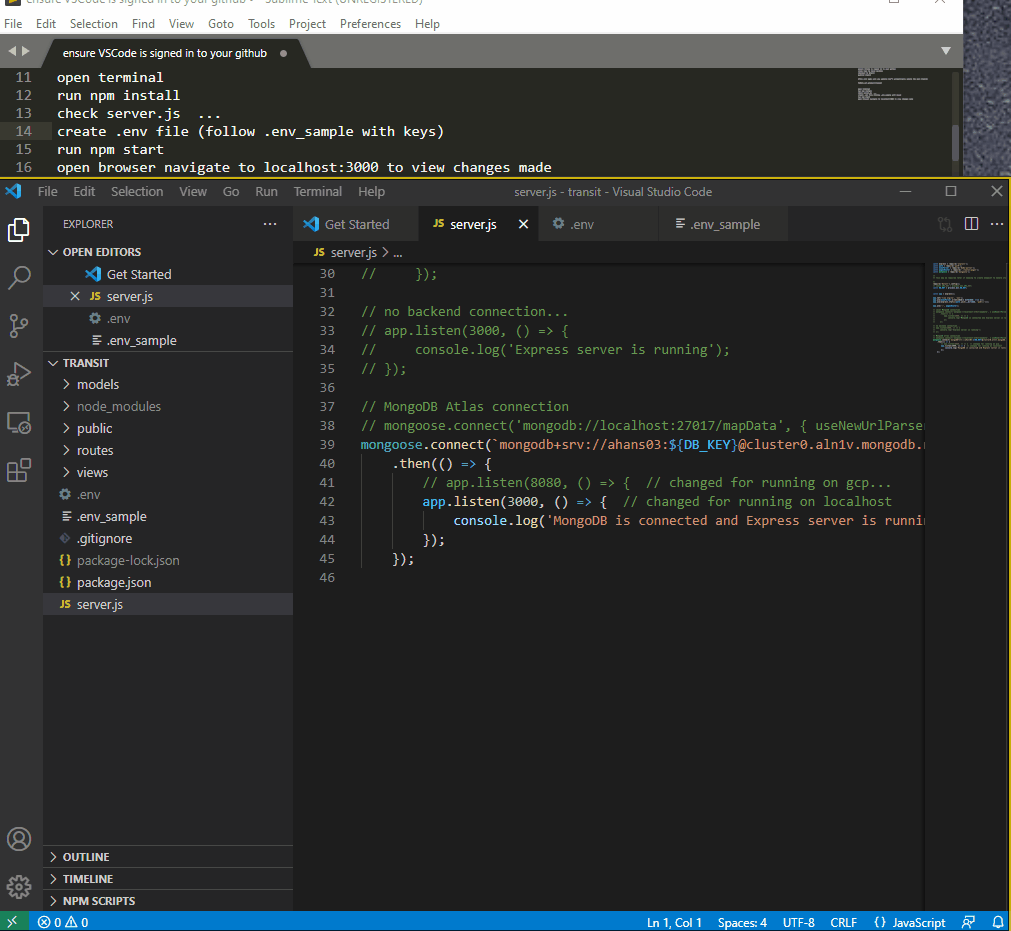 ensure VSCode is signed in to your github • - Sublime Text (UNREGISTERED)
File Edit Selection Find View Goto Tools Project Preferences Help
ensure VSCode is signed in to your github
11 open terminal
12 run npm install
13 check server.js  ...
14 create .env file (follow .env_sample with keys)
15 run npm start
16 open browser navigate to localhost:3000 to view changes made
File Edit Selection View Go Run Terminal Help server.js - transit - Visual Studio Code
EXPLORER
OPEN EDITORS
Get Started
JS server.js
.env
.env_sample
TRANSIT
models
node_modules
public
routes
views
.env
.env_sample
.gitignore
{} package-lock.json
{} package.json
JS server.js
OUTLINE
TIMELINE
NPM SCRIPTS
Get Started JS server.js .env .env_sample
JS server.js > ...
30 //     });
31
32 // no backend connection...
33 // app.listen(3000, () => {
34 //     console.log('Express server is running');
35 // });
36
37 // MongoDB Atlas connection
38 // mongoose.connect('mongodb://localhost:27017/mapData', { useNewUrlParse
39 mongoose.connect(`mongodb+srv://ahans03:${DB_KEY}@cluster0.aln1v.mongodb.
40     .then(() => {
41         // app.listen(8080, () => {  // changed for running on gcp...
42         app.listen(3000, () => {  // changed for running on localhost
43             console.log('MongoDB is connected and Express server is runni
44         });
45     });
46
0 0 Ln 1, Col 1 Spaces: 4 UTF-8 CRLF {} JavaScript